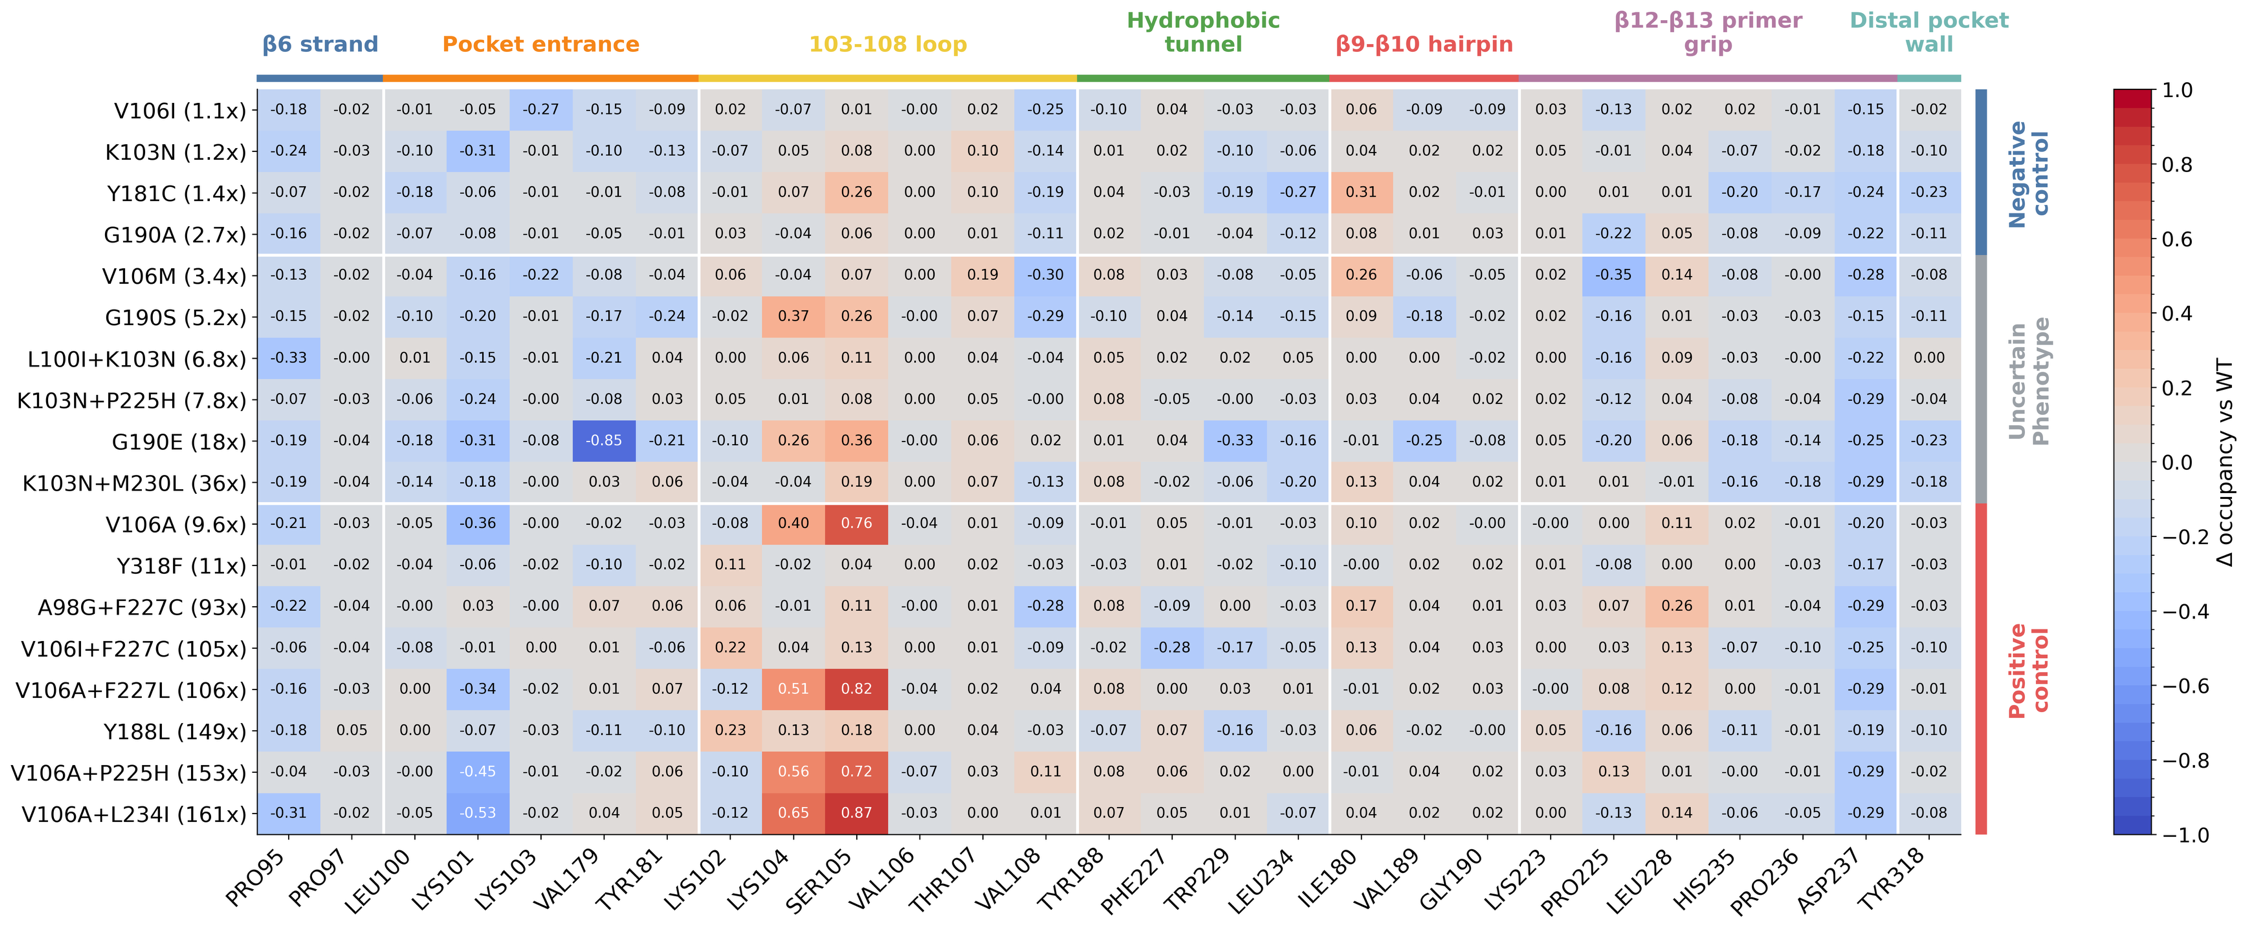 Hydrophobic
β12-β13 primer
Distal pocket
β6 strand
Pocket entrance
103-108 loop
tunnel
β9-β10 hairpin
grip
wall
V106I (1.1x) -0.18 -0.02 -0.01 -0.05 -0.27 -0.15 -0.09 0.02 -0.07 0.01 -0.00 0.02 -0.25 -0.10 0.04 -0.03 -0.03 0.06 -0.09 -0.09 0.03 -0.13 0.02 0.02 -0.01 -0.15 -0.02
K103N (1.2x) -0.24 -0.03 -0.10 -0.31 -0.01 -0.10 -0.13 -0.07 0.05 0.08 0.00 0.10 -0.14 0.01 0.02 -0.10 -0.06 0.04 0.02 0.02 0.05 -0.01 0.04 -0.07 -0.02 -0.18 -0.10
Y181C (1.4x) -0.07 -0.02 -0.18 -0.06 -0.01 -0.01 -0.08 -0.01 0.07 0.26 0.00 0.10 -0.19 0.04 -0.03 -0.19 -0.27 0.31 0.02 -0.01 0.00 0.01 0.01 -0.20 -0.17 -0.24 -0.23
G190A (2.7x) -0.16 -0.02 -0.07 -0.08 -0.01 -0.05 -0.01 0.03 -0.04 0.06 0.00 0.01 -0.11 0.02 -0.01 -0.04 -0.12 0.08 0.01 0.03 0.01 -0.22 0.05 -0.08 -0.09 -0.22 -0.11
V106M (3.4x) -0.13 -0.02 -0.04 -0.16 -0.22 -0.08 -0.04 0.06 -0.04 0.07 0.00 0.19 -0.30 0.08 0.03 -0.08 -0.05 0.26 -0.06 -0.05 0.02 -0.35 0.14 -0.08 -0.00 -0.28 -0.08
G190S (5.2x) -0.15 -0.02 -0.10 -0.20 -0.01 -0.17 -0.24 -0.02 0.37 0.26 -0.00 0.07 -0.29 -0.10 0.04 -0.14 -0.15 0.09 -0.18 -0.02 0.02 -0.16 0.01 -0.03 -0.03 -0.15 -0.11
L100I+K103N (6.8x) -0.33 -0.00 0.01 -0.15 -0.01 -0.21 0.04 0.00 0.06 0.11 -0.00 0.04 -0.04 0.05 0.02 0.02 0.05 0.00 0.00 -0.02 0.00 -0.16 0.09 -0.03 -0.00 -0.22 0.00
K103N+P225H (7.8x) -0.07 -0.03 -0.06 -0.24 -0.00 -0.08 0.03 0.05 0.01 0.08 0.00 0.05 -0.00 0.08 -0.05 -0.00 -0.03 0.03 0.04 0.02 0.02 -0.12 0.04 -0.08 -0.04 -0.29 -0.04
G190E (18x) -0.19 -0.04 -0.18 -0.31 -0.08 -0.85 -0.21 -0.10 0.26 0.36 -0.00 0.06 0.02 0.01 0.04 -0.33 -0.16 -0.01 -0.25 -0.08 0.05 -0.20 0.06 -0.18 -0.14 -0.25 -0.23
K103N+M230L (36x) -0.19 -0.04 -0.14 -0.18 -0.00 0.03 0.06 -0.04 -0.04 0.19 -0.00 0.07 -0.13 0.08 -0.02 -0.06 -0.20 0.13 0.04 0.02 0.01 0.01 -0.01 -0.16 -0.18 -0.29 -0.18
V106A (9.6x) -0.21 -0.03 -0.05 -0.36 -0.00 -0.02 -0.03 -0.08 0.40 0.76 -0.04 0.01 -0.09 -0.01 0.05 -0.01 -0.03 0.10 0.02 -0.00 -0.00 0.00 0.11 0.02 -0.01 -0.20 -0.03
Y318F (11x) -0.01 -0.02 -0.04 -0.06 -0.02 -0.10 -0.02 0.11 -0.02 0.04 0.00 -0.02 -0.03 -0.03 0.01 -0.02 -0.10 -0.00 0.02 0.02 0.01 -0.08 0.00 0.00 -0.03 -0.17 -0.03
A98G+F227C (93x) -0.22 -0.04 -0.00 0.03 -0.00 0.07 0.06 0.06 -0.01 0.11 -0.00 0.01 -0.28 0.08 -0.09 0.00 -0.03 0.17 0.04 0.01 0.03 0.07 0.26 0.01 -0.04 -0.29 -0.03
V106I+F227C (105x) -0.06 -0.04 -0.08 -0.01 0.00 0.01 -0.06 0.22 0.04 0.13 0.00 0.01 -0.09 -0.02 -0.28 -0.17 -0.05 0.13 0.04 0.03 0.00 0.03 0.13 -0.07 -0.10 -0.25 -0.10
V106A+F227L (106x) -0.16 -0.03 0.00 -0.34 -0.02 0.01 0.07 -0.12 0.51 0.82 -0.04 0.02 0.04 0.08 0.00 0.03 0.01 -0.01 0.02 0.03 -0.00 0.08 0.12 0.00 -0.01 -0.29 -0.01
Y188L (149x) -0.18 0.05 0.00 -0.07 -0.03 -0.11 -0.10 0.23 0.13 0.18 0.00 0.04 -0.03 -0.07 0.07 -0.16 -0.03 0.06 -0.02 -0.00 0.05 -0.16 0.06 -0.11 -0.01 -0.19 -0.10
V106A+P225H (153x) -0.04 -0.03 -0.00 -0.45 -0.01 -0.02 0.06 -0.10 0.56 0.72 -0.07 0.03 0.11 0.08 0.06 0.02 0.00 -0.01 0.04 0.02 0.03 0.13 0.01 -0.00 -0.01 -0.29 -0.02
V106A+L234I (161x) -0.31 -0.02 -0.05 -0.53 -0.02 0.04 0.05 -0.12 0.65 0.87 -0.03 0.00 0.01 0.07 0.05 0.01 -0.07 0.04 0.02 0.02 0.00 -0.13 0.14 -0.06 -0.05 -0.29 -0.08
PRO95 PRO97 LEU100 LYS101 LYS103 VAL179 TYR181 LYS102 LYS104 SER105 VAL106 THR107 VAL108 TYR188 PHE227 TRP229 LEU234 ILE180 VAL189 GLY190 LYS223 PRO225 LEU228 HIS235 PRO236 ASP237 TYR318
Negative
control
Uncertain
Phenotype
Positive
control
1.0
0.8
0.6
0.4
0.2
0.0
−0.2
−0.4
−0.6
−0.8
−1.0
Δ occupancy vs WT